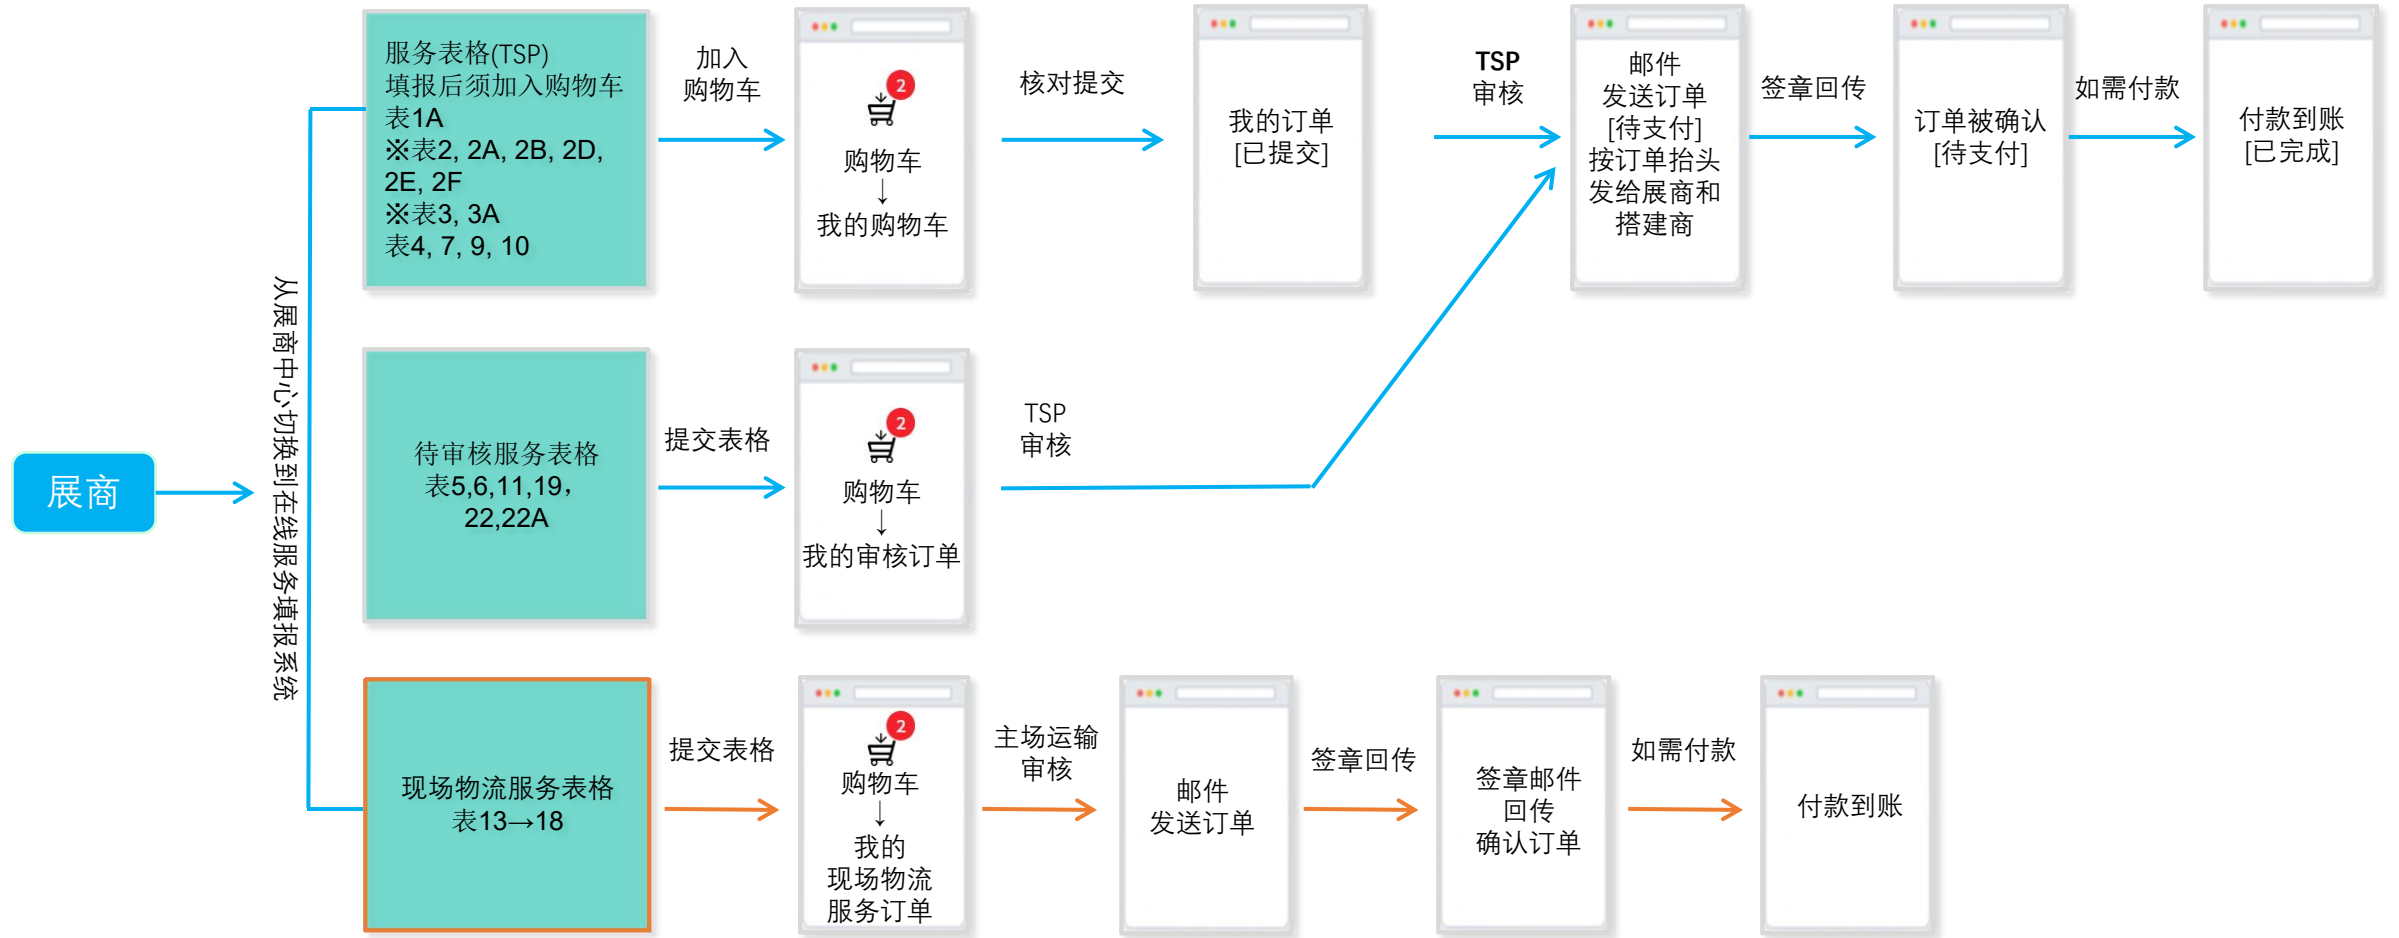 展商
从展商中心切换到在线服务填报系统
服务表格(TSP)
填报后须加入购物车
表1A
※表2, 2A, 2B, 2D,
2E, 2F
※表3, 3A
表4, 7, 9, 10
加入
购物车
2
购物车
↓
我的购物车
核对提交
我的订单
[已提交]
TSP
审核
邮件
发送订单
[待支付]
按订单抬头
发给展商和
搭建商
签章回传
订单被确认
[待支付]
如需付款
付款到账
[已完成]
待审核服务表格
表5,6,11,19，
22,22A
提交表格
2
购物车
↓
我的审核订单
TSP
审核
现场物流服务表格
表13→18
提交表格
2
购物车
↓
我的
现场物流
服务订单
主场运输
审核
邮件
发送订单
签章回传
签章邮件
回传
确认订单
如需付款
付款到账